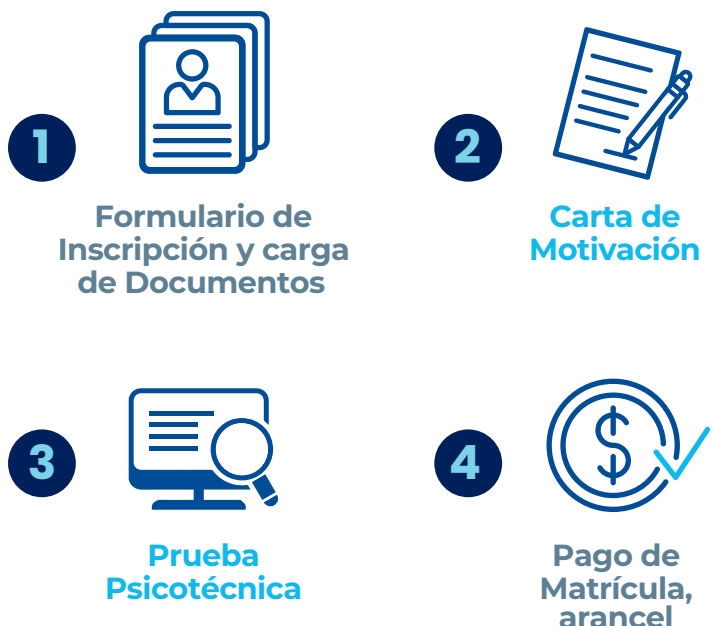 1
Formulario de
Inscripción y carga
de Documentos
2
Carta de
Motivación
3
Prueba
Psicotécnica
4
Pago de
Matrícula,
arancel